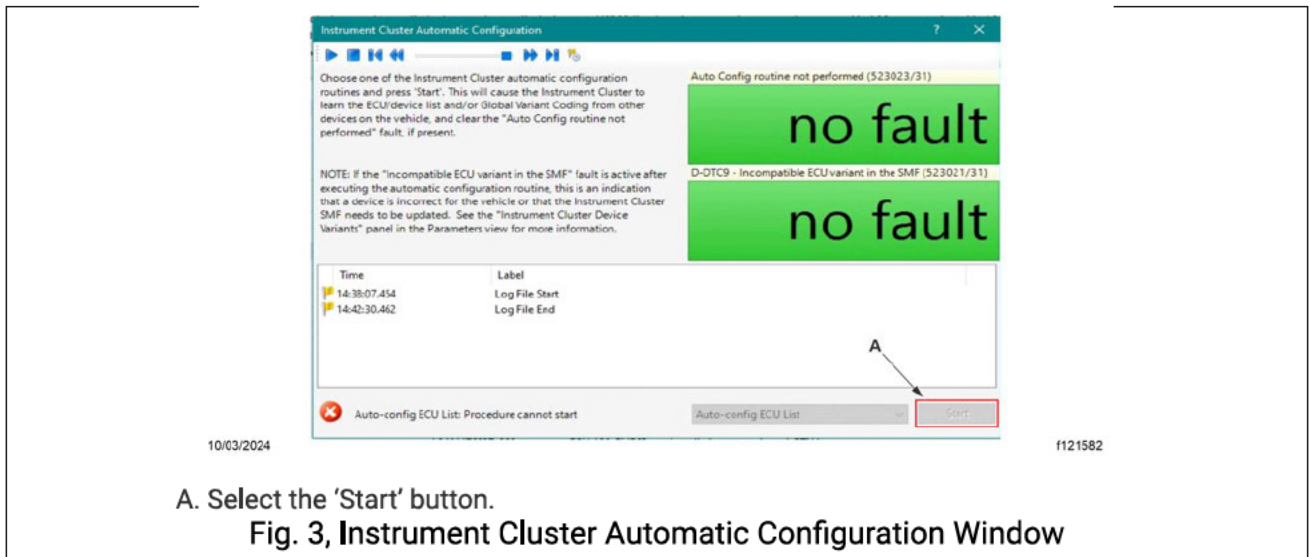 Instrument Cluster Automatic Configuration ? ×
Choose one of the Instrument Cluster automatic configuration
routines and press 'Start'. This will cause the Instrument Cluster to
learn the ECU/device list and/or Global Variant Coding from other
devices on the vehicle, and clear the "Auto Config routine not
performed" fault, if present.
Auto Config routine not performed (523023/31)
no fault
NOTE: If the "Incompatible ECU variant in the SMF" fault is active after
executing the automatic configuration routine, this is an indication
that a device is incorrect for the vehicle or that the Instrument Cluster
SMF needs to be updated. See the "Instrument Cluster Device
Variants" panel in the Parameters view for more information.
D-DTC9 - Incompatible ECU variant in the SMF (523021/31)
no fault
Time Label
14:38:07.454 Log File Start
14:42:30.462 Log File End
A
Auto-config ECU List: Procedure cannot start
Auto-config ECU List
Start
10/03/2024
f121582
A. Select the ‘Start’ button.
Fig. 3, Instrument Cluster Automatic Configuration Window